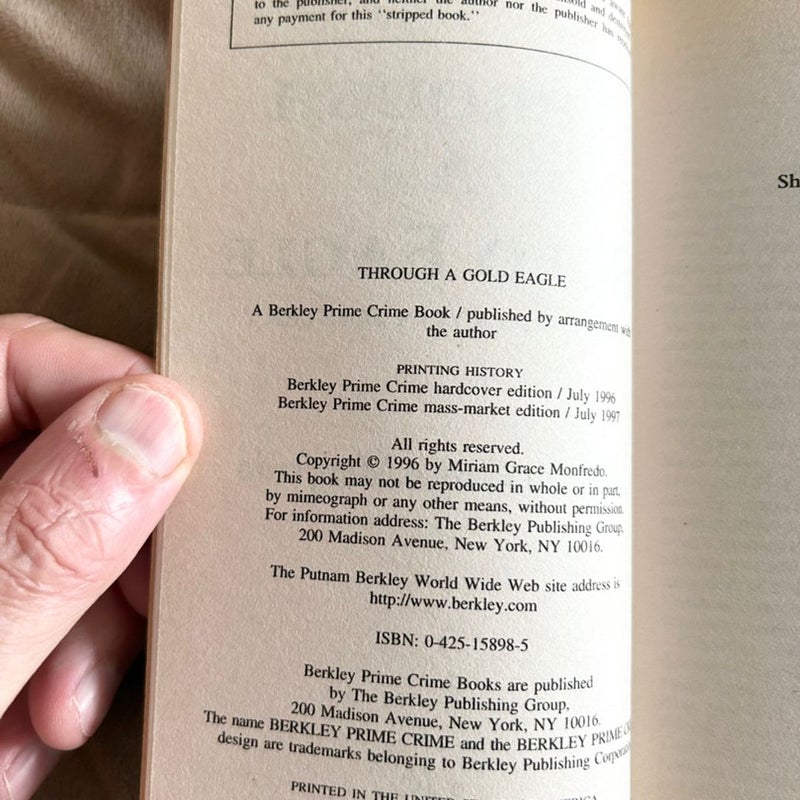 to the publisher, and neither the author nor the publisher has
any payment for this "stripped book."
THROUGH A GOLD EAGLE
A Berkley Prime Crime Book / published by arrangement with
the author
PRINTING HISTORY
Berkley Prime Crime hardcover edition / July 1996
Berkley Prime Crime mass-market edition / July 1997
All rights reserved.
Copyright © 1996 by Miriam Grace Monfredo.
This book may not be reproduced in whole or in part,
by mimeograph or any other means, without permission.
For information address: The Berkley Publishing Group,
200 Madison Avenue, New York, NY 10016.
The Putnam Berkley World Wide Web site address is
http://www.berkley.com
ISBN: 0-425-15898-5
Berkley Prime Crime Books are published
by The Berkley Publishing Group,
200 Madison Avenue, New York, NY 10016.
The name BERKLEY PRIME CRIME and the BERKLEY PRIME
design are trademarks belonging to Berkley Publishing Corporation
PRINTED IN THE UNITED
Sh